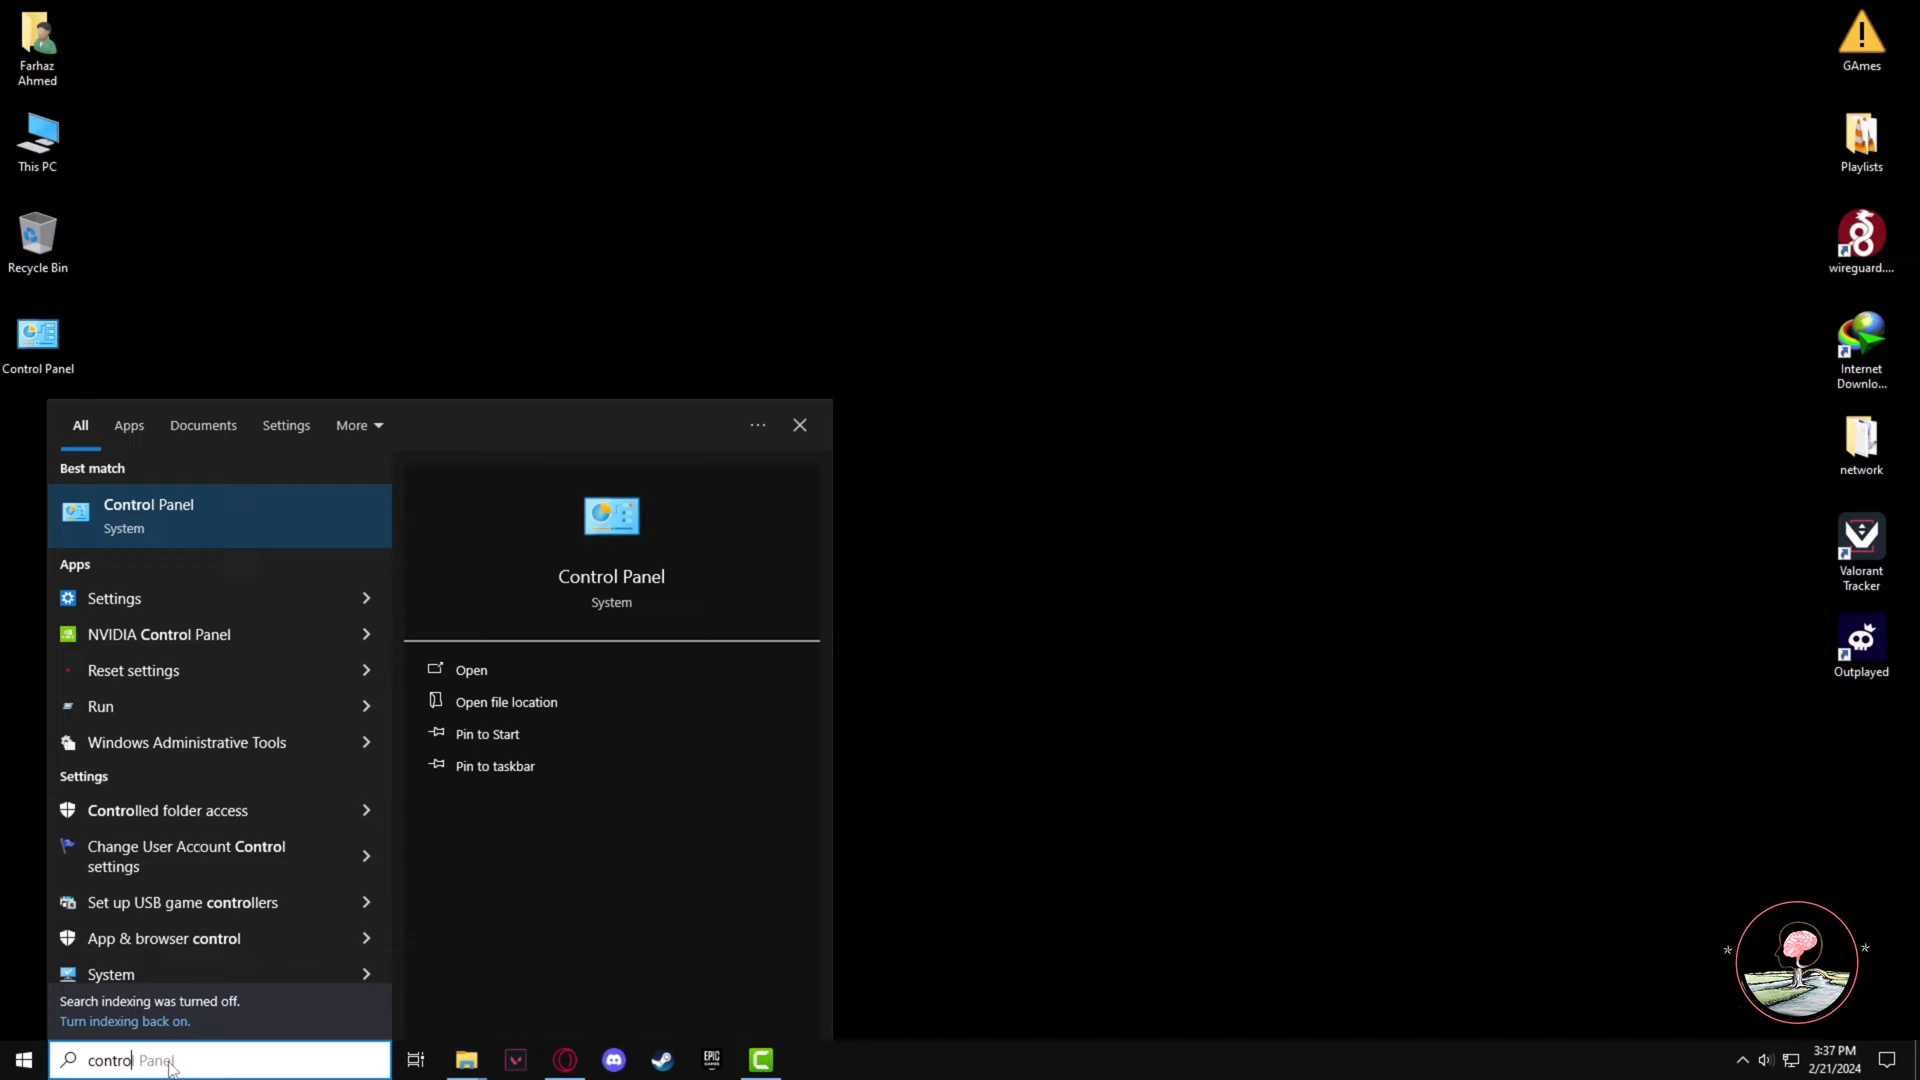 Farhaz
Ahmed
This PC
Recycle Bin
Control Panel
GAmes
Playlists
wireguard....
Internet
Downlo...
network
Valorant
Tracker
Outplayed
All
Apps
Documents
Settings
More
Best match
Control Panel
System
Apps
Settings
NVIDIA Control Panel
Reset settings
Run
Windows Administrative Tools
Settings
Controlled folder access
Change User Account Control
settings
Set up USB game controllers
App & browser control
System
Search indexing was turned off.
Turn indexing back on.
Control Panel
System
Open
Open file location
Pin to Start
Pin to taskbar
control Panel
EPIC
GAMES
3:37 PM
2/21/2024